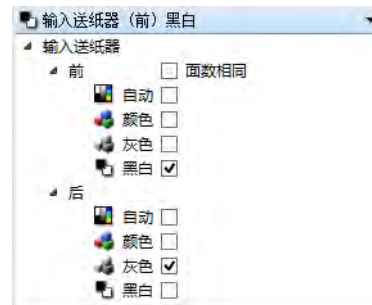 输入送纸器（前）黑白
输入送纸器
前 面数相同
自动
颜色
灰色
黑白
后
自动
颜色
灰色
黑白